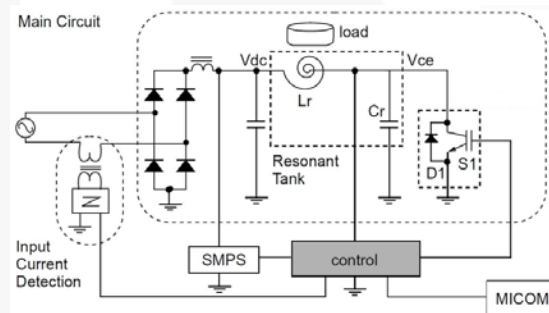 Main Circuit
load
Vdc
Vce
Lr
Cr
Resonant
Tank
D1
S1
Input
Current
Detection
SMPS
control
MICOM